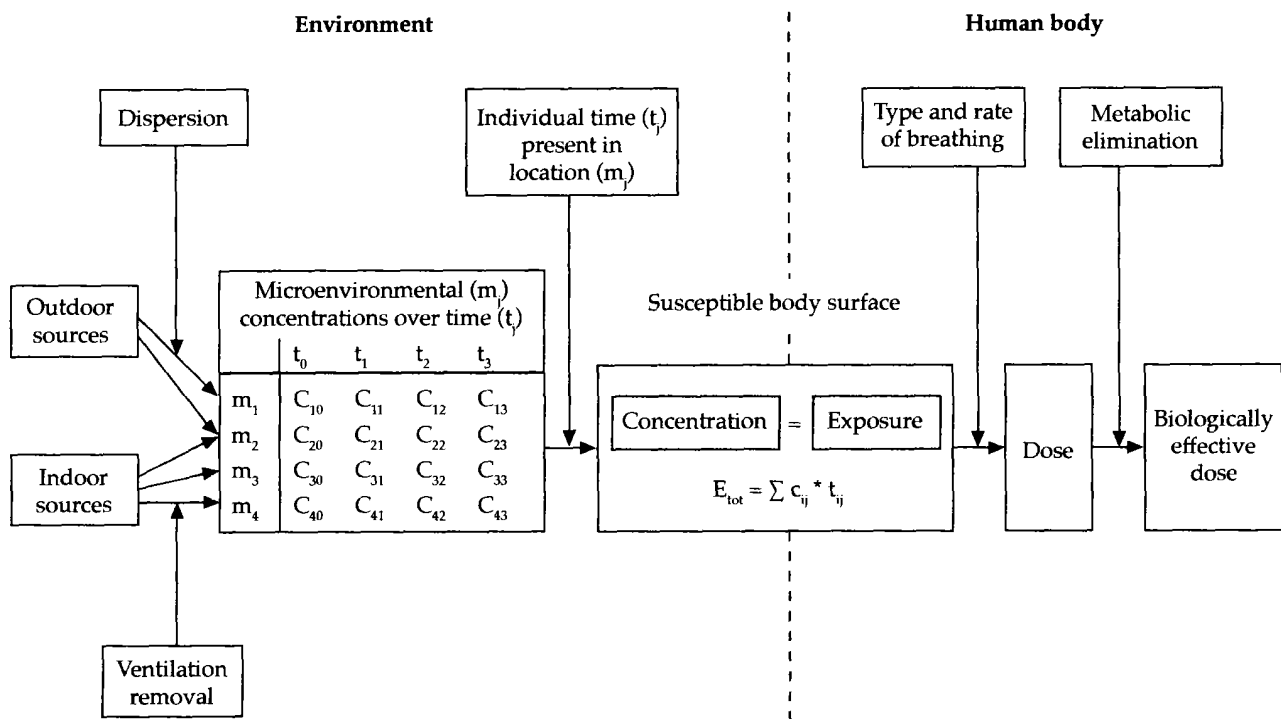 Environment
Human body
Dispersion
Individual time (t_j)
present in
location (m_j)
Type and rate
of breathing
Metabolic
elimination
Outdoor
sources
Microenvironmental (m_j)
concentrations over time (t_j)
t_0 t_1 t_2 t_3
m_1 C_10 C_11 C_12 C_13
m_2 C_20 C_21 C_22 C_23
m_3 C_30 C_31 C_32 C_33
m_4 C_40 C_41 C_42 C_43
Indoor
sources
Ventilation
removal
Susceptible body surface
Concentration = Exposure
E_tot = ∑ c_ij * t_ij
Dose
Biologically
effective
dose